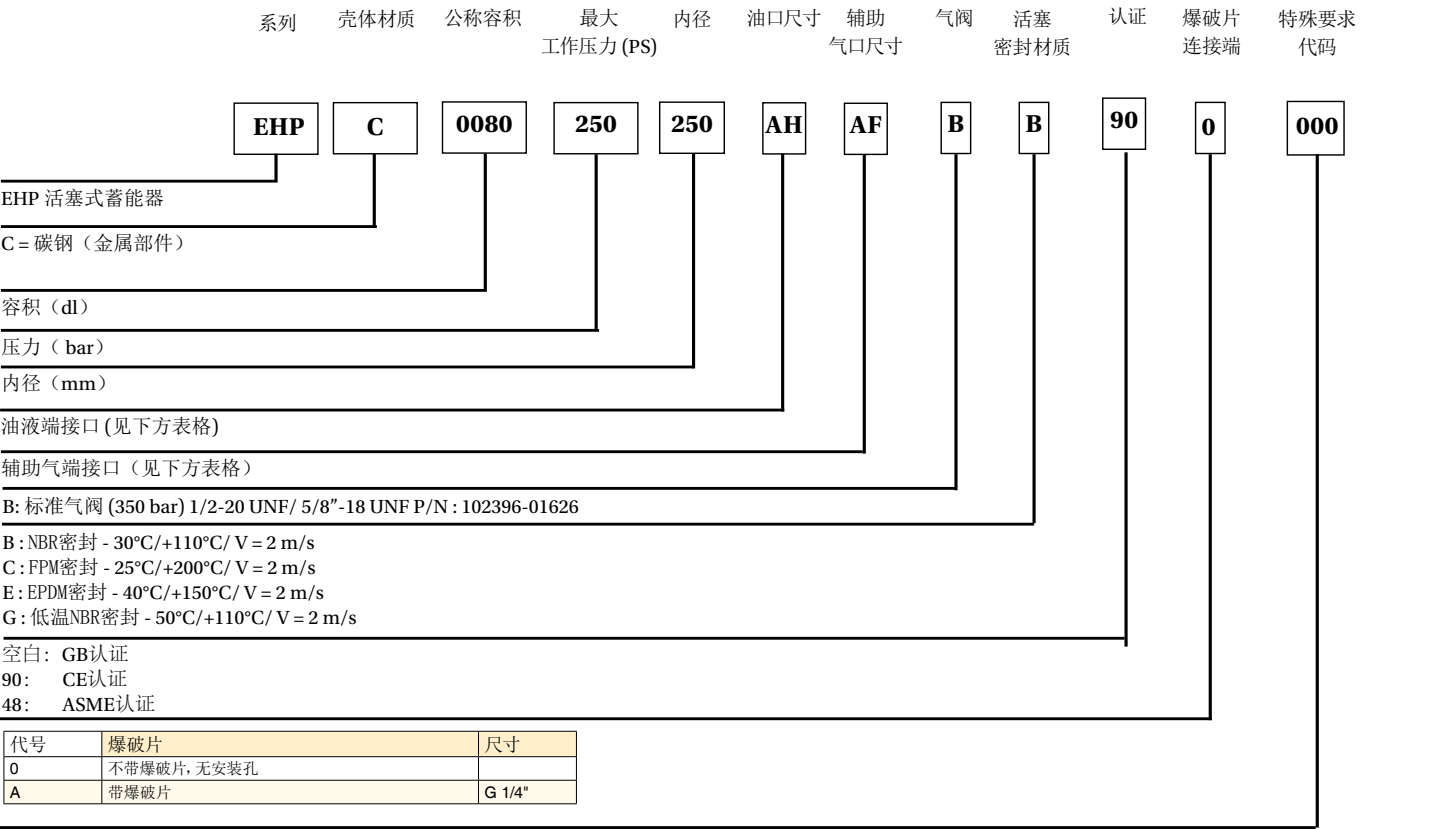 系列 壳体材质 公称容积 最大 内径 油口尺寸 辅助 气阀 活塞 认证 爆破片 特殊要求
工作压力 (PS) 气口尺寸 密封材质 连接端 代码
EHP C 0080 250 250 AH AF B B 90 0 000
EHP 活塞式蓄能器
C = 碳钢（金属部件）
容积（dl）
压力（ bar）
内径（mm）
油液端接口 (见下方表格)
辅助气端接口（见下方表格）
B: 标准气阀 (350 bar) 1/2-20 UNF/ 5/8"-18 UNF P/N : 102396-01626
B : NBR密封 - 30°C/+110°C/ V = 2 m/s
C : FPM密封 - 25°C/+200°C/ V = 2 m/s
E : EPDM密封 - 40°C/+150°C/ V = 2 m/s
G : 低温NBR密封 - 50°C/+110°C/ V = 2 m/s
空白： GB认证
90： CE认证
48： ASME认证
代号 爆破片 尺寸
0 不带爆破片, 无安装孔
A 带爆破片 G 1/4"